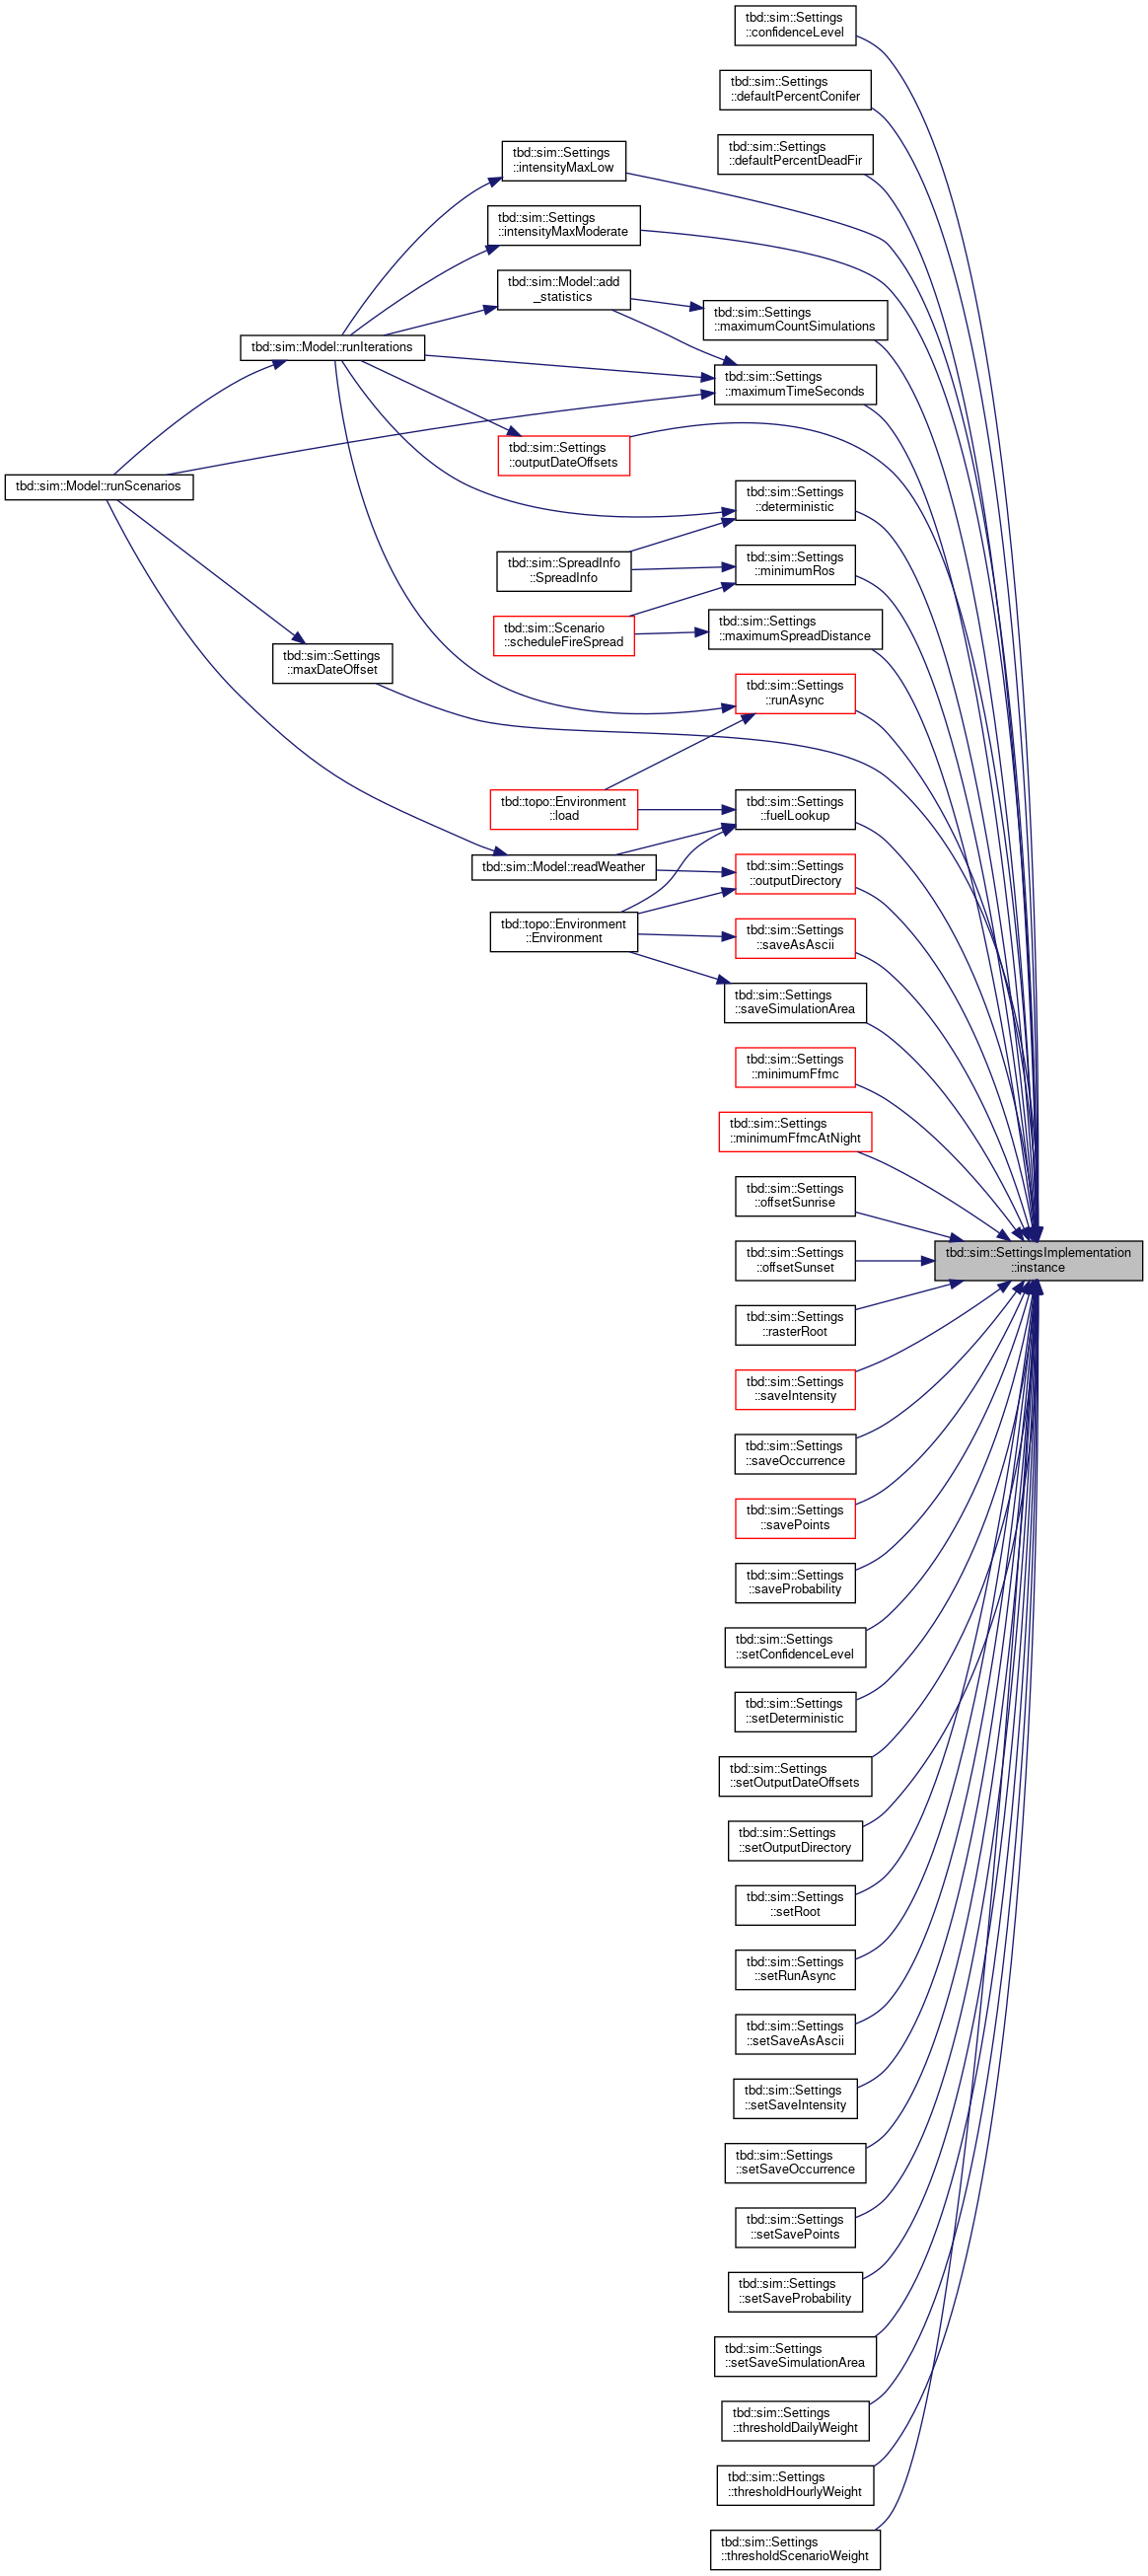 tbd::sim::Settings
::confidenceLevel
tbd::sim::Settings
::defaultPercentConifer
tbd::sim::Settings
::defaultPercentDeadFir
tbd::sim::Settings
::intensityMaxLow
tbd::sim::Settings
::intensityMaxModerate
tbd::sim::Model::add
_statistics
tbd::sim::Settings
::maximumCountSimulations
tbd::sim::Model::runIterations
tbd::sim::Settings
::maximumTimeSeconds
tbd::sim::Settings
::outputDateOffsets
tbd::sim::Model::runScenarios
tbd::sim::Settings
::deterministic
tbd::sim::SpreadInfo
::SpreadInfo
tbd::sim::Settings
::minimumRos
tbd::sim::Scenario
::scheduleFireSpread
tbd::sim::Settings
::maximumSpreadDistance
tbd::sim::Settings
::maxDateOffset
tbd::sim::Settings
::runAsync
tbd::topo::Environment
::load
tbd::sim::Settings
::fuelLookup
tbd::sim::Model::readWeather
tbd::sim::Settings
::outputDirectory
tbd::topo::Environment
::Environment
tbd::sim::Settings
::saveAsAscii
tbd::sim::Settings
::saveSimulationArea
tbd::sim::Settings
::minimumFfmc
tbd::sim::Settings
::minimumFfmcAtNight
tbd::sim::Settings
::offsetSunrise
tbd::sim::Settings
::offsetSunset
tbd::sim::SettingsImplementation
::instance
tbd::sim::Settings
::rasterRoot
tbd::sim::Settings
::saveIntensity
tbd::sim::Settings
::saveOccurrence
tbd::sim::Settings
::savePoints
tbd::sim::Settings
::saveProbability
tbd::sim::Settings
::setConfidenceLevel
tbd::sim::Settings
::setDeterministic
tbd::sim::Settings
::setOutputDateOffsets
tbd::sim::Settings
::setOutputDirectory
tbd::sim::Settings
::setRoot
tbd::sim::Settings
::setRunAsync
tbd::sim::Settings
::setSaveAsAscii
tbd::sim::Settings
::setSaveIntensity
tbd::sim::Settings
::setSaveOccurrence
tbd::sim::Settings
::setSavePoints
tbd::sim::Settings
::setSaveProbability
tbd::sim::Settings
::setSaveSimulationArea
tbd::sim::Settings
::thresholdDailyWeight
tbd::sim::Settings
::thresholdHourlyWeight
tbd::sim::Settings
::thresholdScenarioWeight